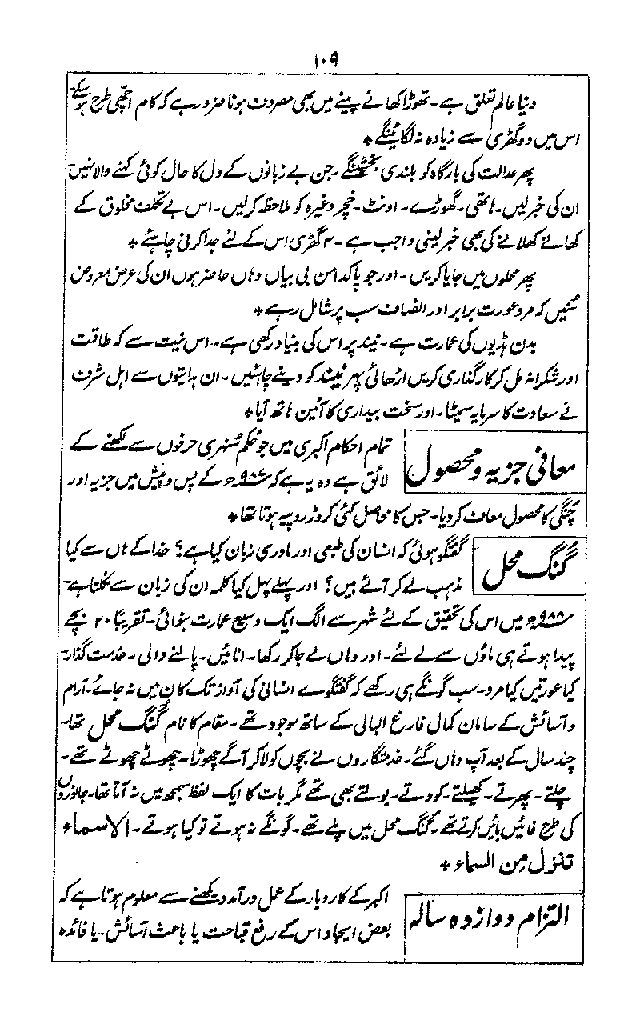 ۱۰۹
دنیا عالم تعلق ہے۔ تھوڑا کھانے پینے میں بھی مصروف ہونا ضرور ہے کہ کام اچھی طرح ہو سکے
اس میں دو گھڑی سے زیادہ نہ لگائینگے *
پھر عدالت کی بارگاہ کو بلندی بخشینگے۔ جن بے زبانوں کے دل کا حال کوئی کہنے والا نہیں
ان کی خبر لیں۔ ہاتھی۔ گھوڑے۔ اونٹ۔ خچر وغیرہ کو ملاحظہ کر لیں۔ اس بے تکلف مخلوق کے
کھانے کھلانے کی بھی خبر لینی واجب ہے۔ ۴ گھڑی اس کے لئے جدا کرنی چاہئے *
پھر محلوں میں جایا کریں۔ اور جو پاکدامن بی بیاں وہاں حاضر ہوں ان کی عرض معروض
سنیں کہ مرد عورت برابر اور انصاف سب پر شامل رہے *
بدن ہڈیوں کی عمارت ہے۔ نیند پر اس کی بنیاد رکھی ہے۔ اس نیت سے کہ طاقت
اور شکرانہ مل کر کارگذاری کریں اڑھائی پہر نیند کو دینے چاہئیں۔ ان ہدایتوں سے اہل شرف
نے سعادت کا سرمایہ سمیٹا۔ اور سخت بیداری کا آئین ہاتھ آیا *
معافی جزیہ و محصول
تمام احکام اکبری میں جو حکم سنہری حرفوں سے لکھنے کے
لائق ہے وہ یہ ہے کہ کے پس و پیش میں جزیہ اور
چنگی کا محصول معاف کر دیا۔ جس کا حاصل کئی کروڑ روپیہ ہوتا تھا *
گنگ محل
گفتگو ہوئی کہ انسان کی طبعی اور مادری زبان کیا ہے؟ خدا کے ہاں سے کیا
مذہب لے کر آتے ہیں؟ اور پہلے پہل کیا کلمہ ان کی زبان سے نکلتا ہے۔
۹۸۸ھ میں اس کی تحقیق کے لئے شہر سے الگ ایک وسیع عمارت بنوائی۔ تقریباً ۲۰ بچے
پیدا ہوتے ہی ماؤں سے لے لئے۔ اور وہاں لے جا کر رکھا۔ انائیں۔ پالنے والی۔ خدمت گذار۔
کیا عورتیں کیا مرد۔ سب گونگے ہی رکھے کہ گفتگوے انسانی کی آواز تک کان میں نہ جائے۔ آرام
و آسائش کے سامان کمال فارغ البالی کے ساتھ موجود تھے۔ مقام کا نام گنگ محل تھا۔
چند سال کے بعد آپ وہاں گئے۔ خدمتگاروں نے بچوں کو لا کر آگے چھوڑا۔ چھوٹے چھوٹے تھے۔
چلتے۔ پھرتے۔ کھیلتے۔ کودتے۔ بولتے بھی تھے مگر بات کا ایک لفظ سمجھ میں نہ آتا تھا۔ جانوروں
کی طرح غائیں بائیں کرتے تھے۔ گنگ محل میں پلے تھے۔ گونگے نہ ہوتے تو کیا ہوتے۔ الاسماء
تنزل من السماء *
التزام دوازدہ سالہ
اکبر کے کاروبار کے عمل درآمد دیکھنے سے معلوم ہوتا ہے کہ
بعض ایجاد اس کے رفع قباحت یا باعث آسائش۔ یا فائدہ